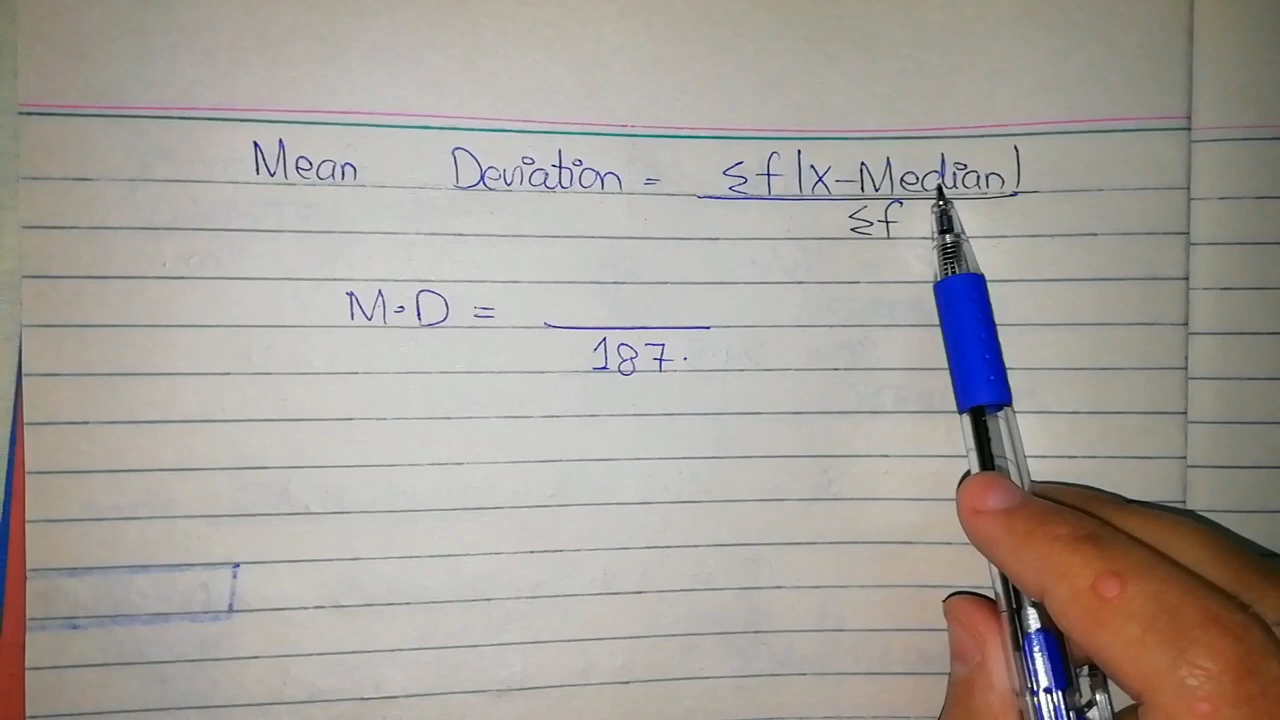 Mean Deviation = Σf|x-Median|
Σf
M.D =
187.